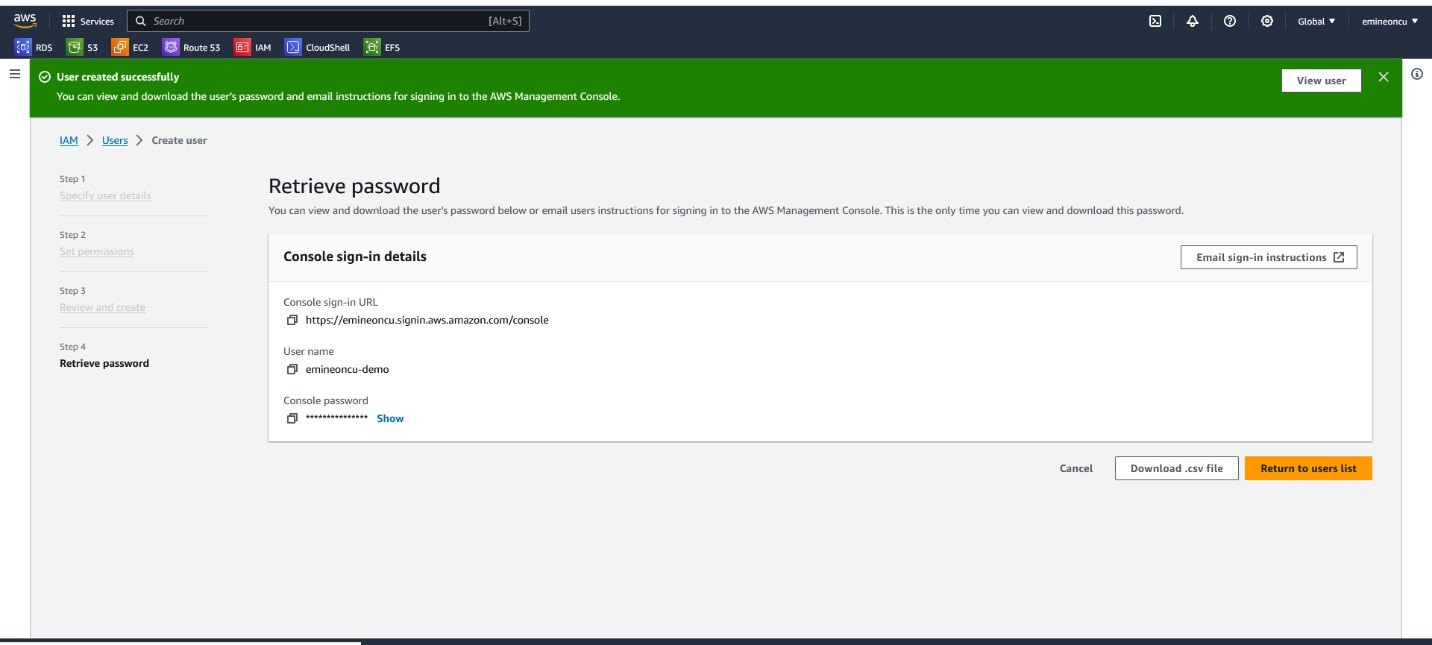 aws Services Search [Alt+S] Global ▼ emineoncu ▼
RDS S3 EC2 Route 53 IAM CloudShell EFS
User created successfully
You can view and download the user's password and email instructions for signing in to the AWS Management Console.
View user
IAM > Users > Create user
Step 1
Specify user details
Step 2
Set permissions
Step 3
Review and create
Step 4
Retrieve password
Retrieve password
You can view and download the user's password below or email users instructions for signing in to the AWS Management Console. This is the only time you can view and download this password.
Console sign-in details
Email sign-in instructions
Console sign-in URL
https://emineoncu.signin.aws.amazon.com/console
User name
emineoncu-demo
Console password
*************** Show
Cancel Download .csv file Return to users list